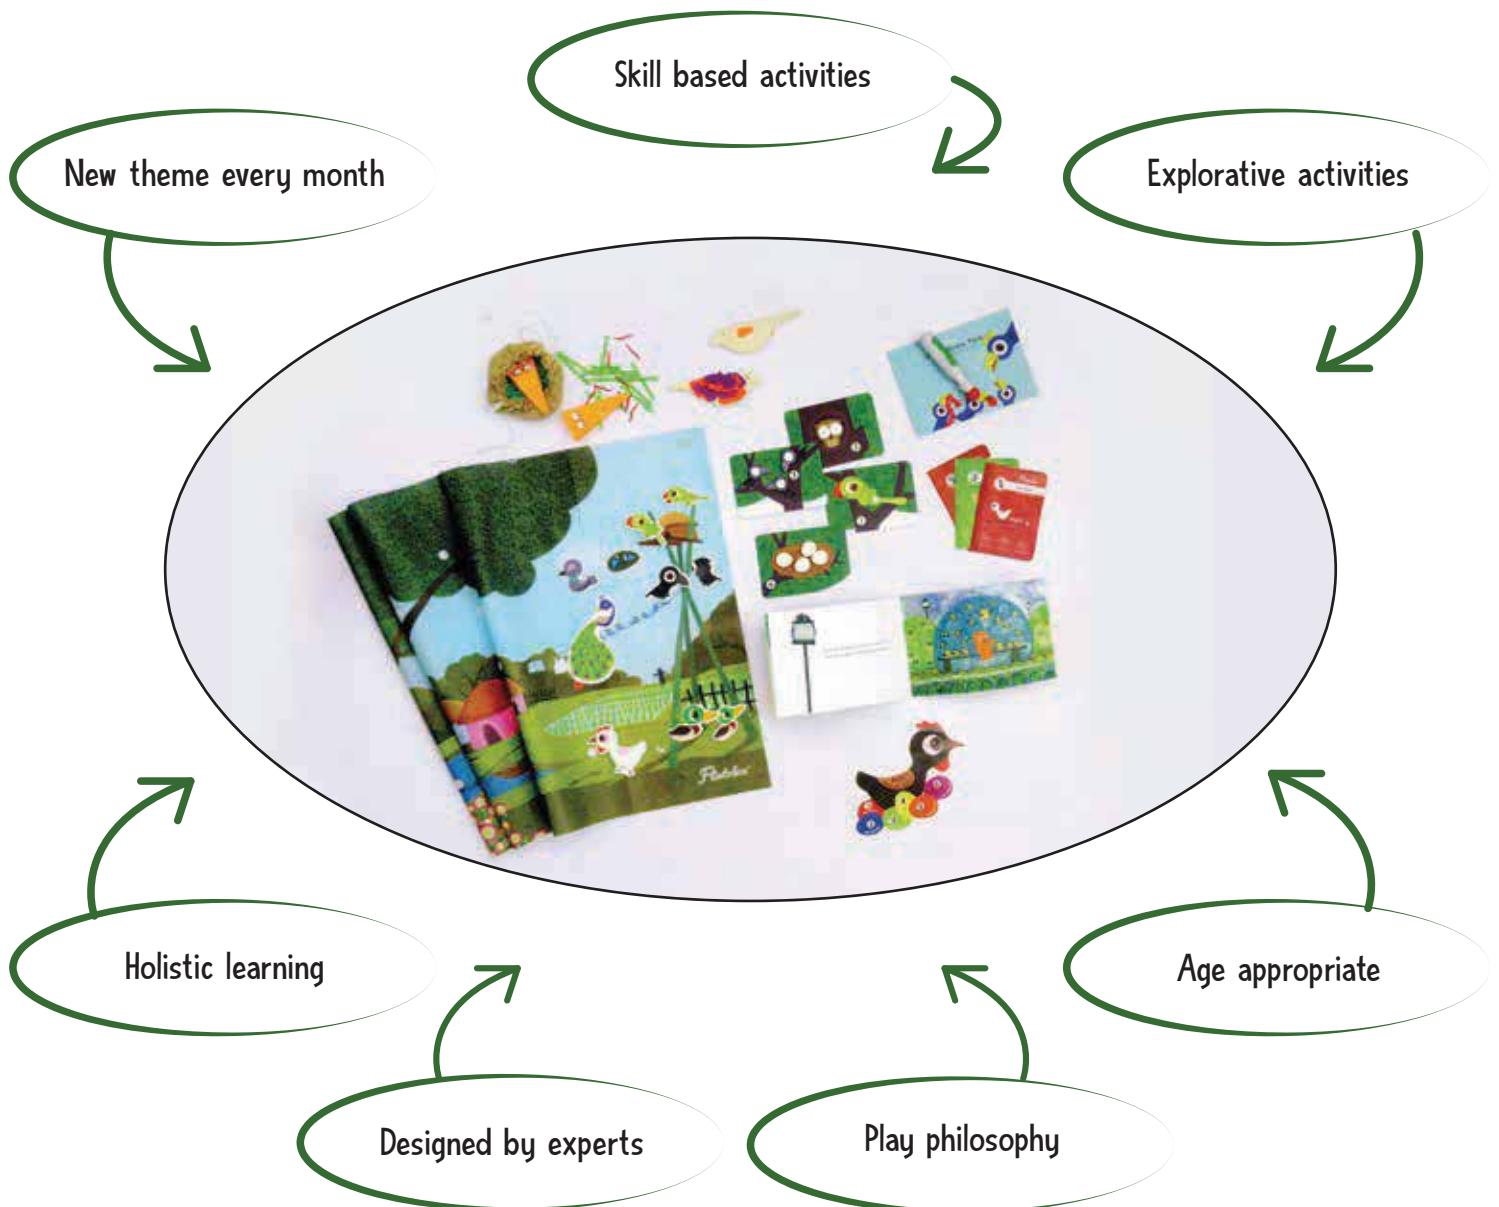 Skill based activities
New theme every month
Explorative activities
Holistic learning
Age appropriate
Designed by experts
Play philosophy